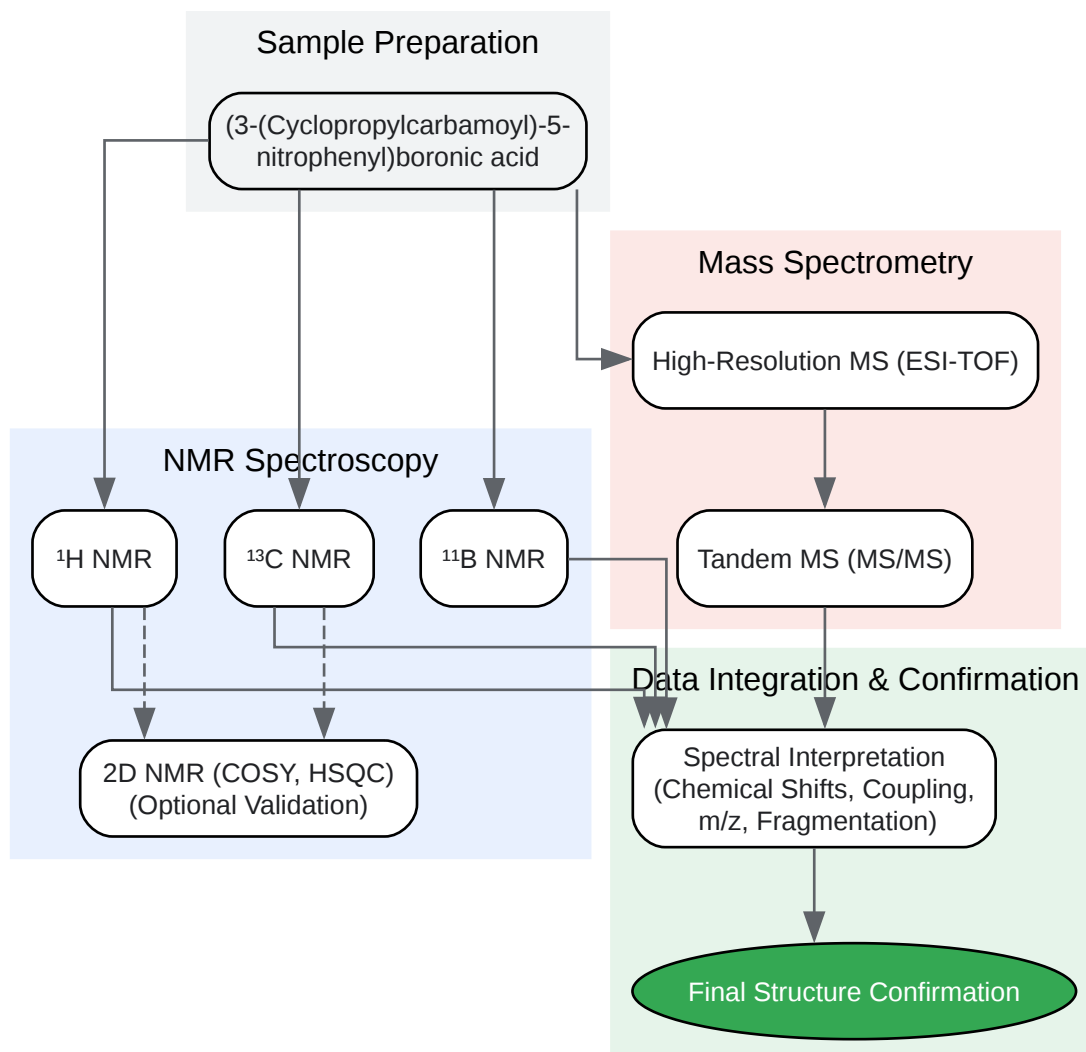 Sample Preparation
(3-(Cyclopropylcarbamoyl)-5-
nitrophenyl)boronic acid
Mass Spectrometry
High-Resolution MS (ESI-TOF)
NMR Spectroscopy
¹H NMR
¹³C NMR
¹¹B NMR
Tandem MS (MS/MS)
Data Integration & Confirmation
2D NMR (COSY, HSQC)
(Optional Validation)
Spectral Interpretation
(Chemical Shifts, Coupling,
m/z, Fragmentation)
Final Structure Confirmation